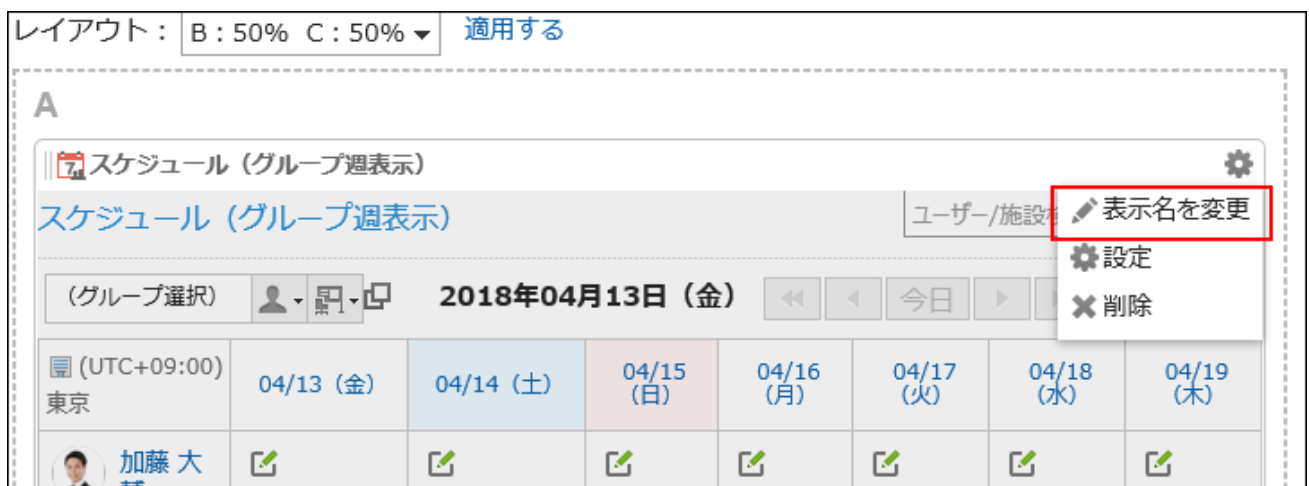 レイアウト： B：50% C：50% 適用する
A
スケジュール（グループ週表示）
スケジュール（グループ週表示）
ユーザー/施設
表示名を変更
設定
削除
（グループ選択） 2018年04月13日（金） 今日
(UTC+09:00)
東京
04/13（金）
04/14（土）
04/15
（日）
04/16
（月）
04/17
（火）
04/18
（水）
04/19
（木）
加藤 大